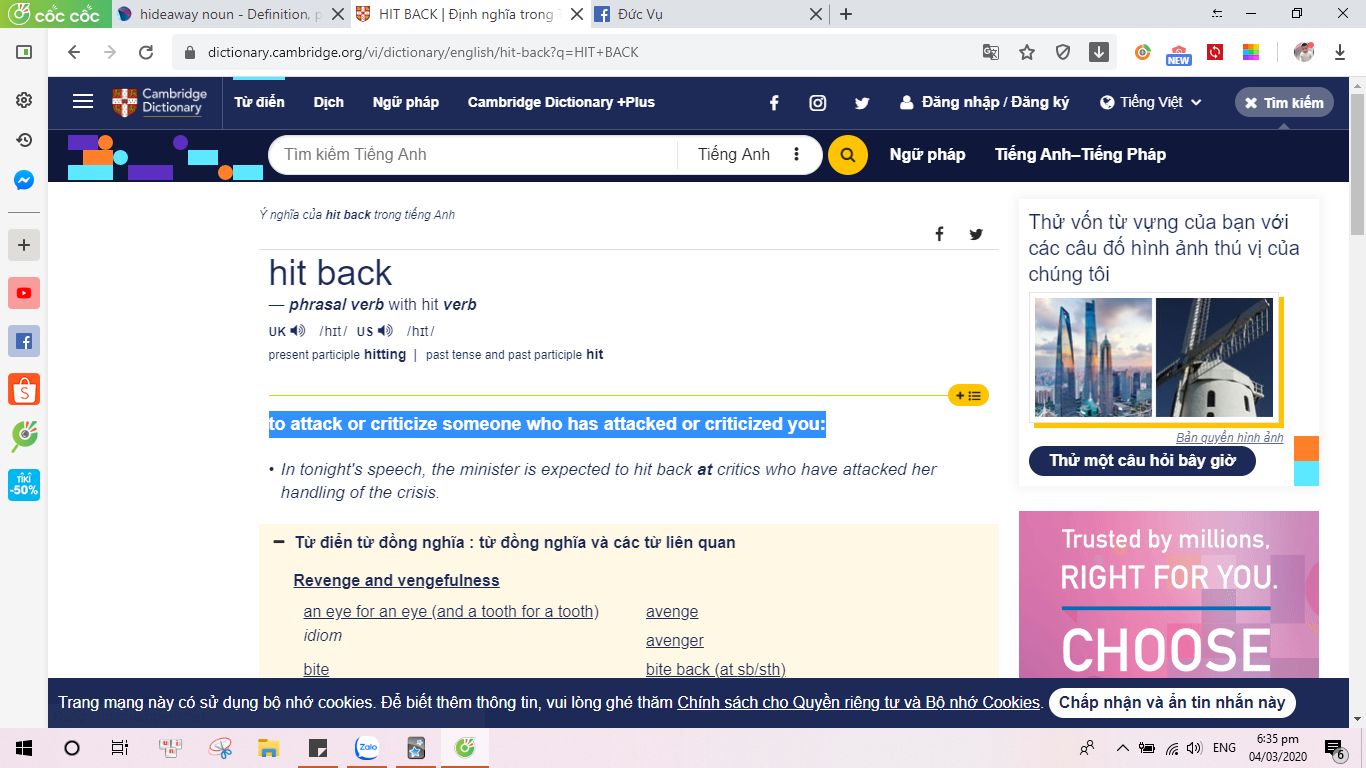 cốc cốc
hideaway noun - Definition, p
HIT BACK | Định nghĩa trong T
Đức Vụ
dictionary.cambridge.org/vi/dictionary/english/hit-back?q=HIT+BACK
NEW
Cambridge
Dictionary
Từ điển
Dịch
Ngữ pháp
Cambridge Dictionary +Plus
Đăng nhập / Đăng ký
Tiếng Việt
Tìm kiếm
Tìm kiếm Tiếng Anh
Tiếng Anh
Ngữ pháp
Tiếng Anh–Tiếng Pháp
Ý nghĩa của hit back trong tiếng Anh
hit back
— phrasal verb with hit verb
UK /hɪt/ US /hɪt/
present participle hitting | past tense and past participle hit
to attack or criticize someone who has attacked or criticized you:
• In tonight's speech, the minister is expected to hit back at critics who have attacked her
handling of the crisis.
Từ điển từ đồng nghĩa : từ đồng nghĩa và các từ liên quan
Revenge and vengefulness
an eye for an eye (and a tooth for a tooth)
idiom
bite
avenge
avenger
bite back (at sb/sth)
Thử vốn từ vựng của bạn với
các câu đố hình ảnh thú vị của
chúng tôi
Bản quyền hình ảnh
Thử một câu hỏi bây giờ
Trusted by millions,
RIGHT FOR YOU.
CHOOSE
TIKI
-50%
Trang mạng này có sử dụng bộ nhớ cookies. Để biết thêm thông tin, vui lòng ghé thăm Chính sách cho Quyền riêng tư và Bộ nhớ Cookies.
Chấp nhận và ẩn tin nhắn này
Zalo
ENG
6:35 pm
04/03/2020
6